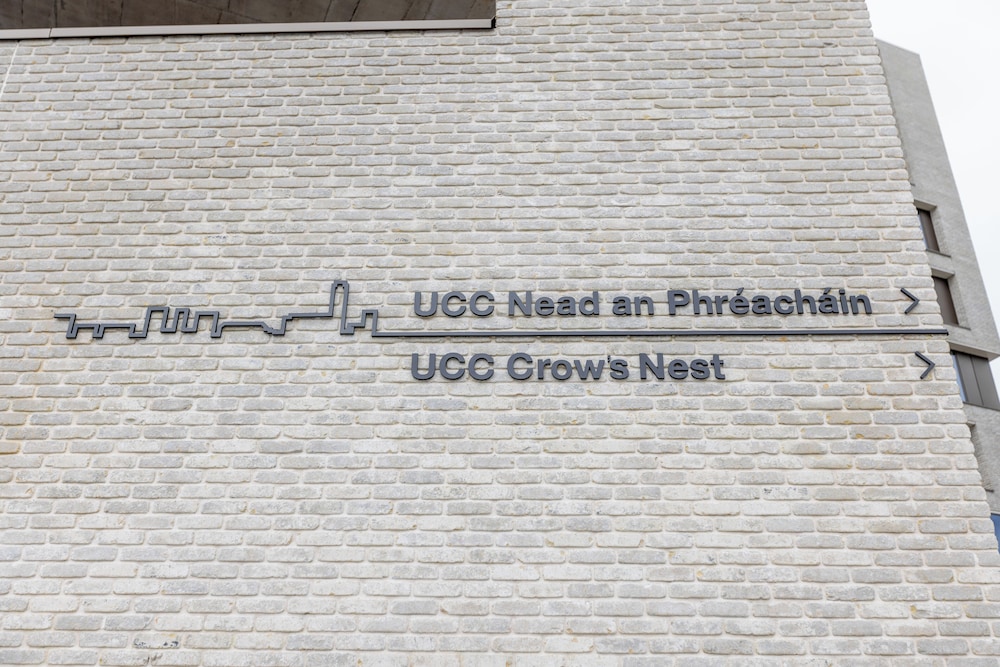 UCC Nead an Phréacháin >
UCC Crow's Nest >